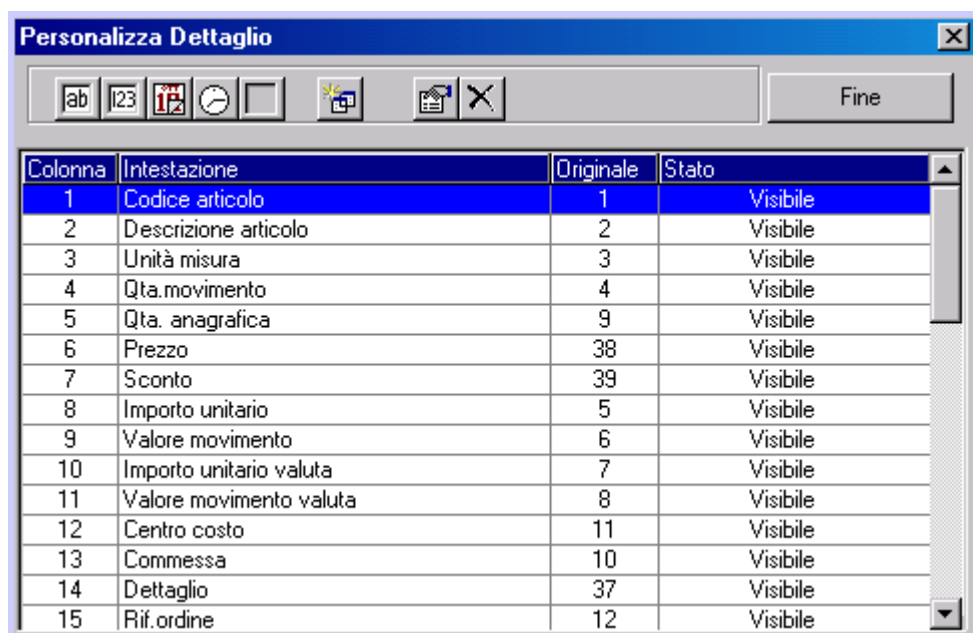 Personalizza Dettaglio
ab 123 Fine
Colonna Intestazione Originale Stato
1 Codice articolo 1 Visibile
2 Descrizione articolo 2 Visibile
3 Unità misura 3 Visibile
4 Qta.movimento 4 Visibile
5 Qta. anagrafica 9 Visibile
6 Prezzo 38 Visibile
7 Sconto 39 Visibile
8 Importo unitario 5 Visibile
9 Valore movimento 6 Visibile
10 Importo unitario valuta 7 Visibile
11 Valore movimento valuta 8 Visibile
12 Centro costo 11 Visibile
13 Commessa 10 Visibile
14 Dettaglio 37 Visibile
15 Rif.ordine 12 Visibile